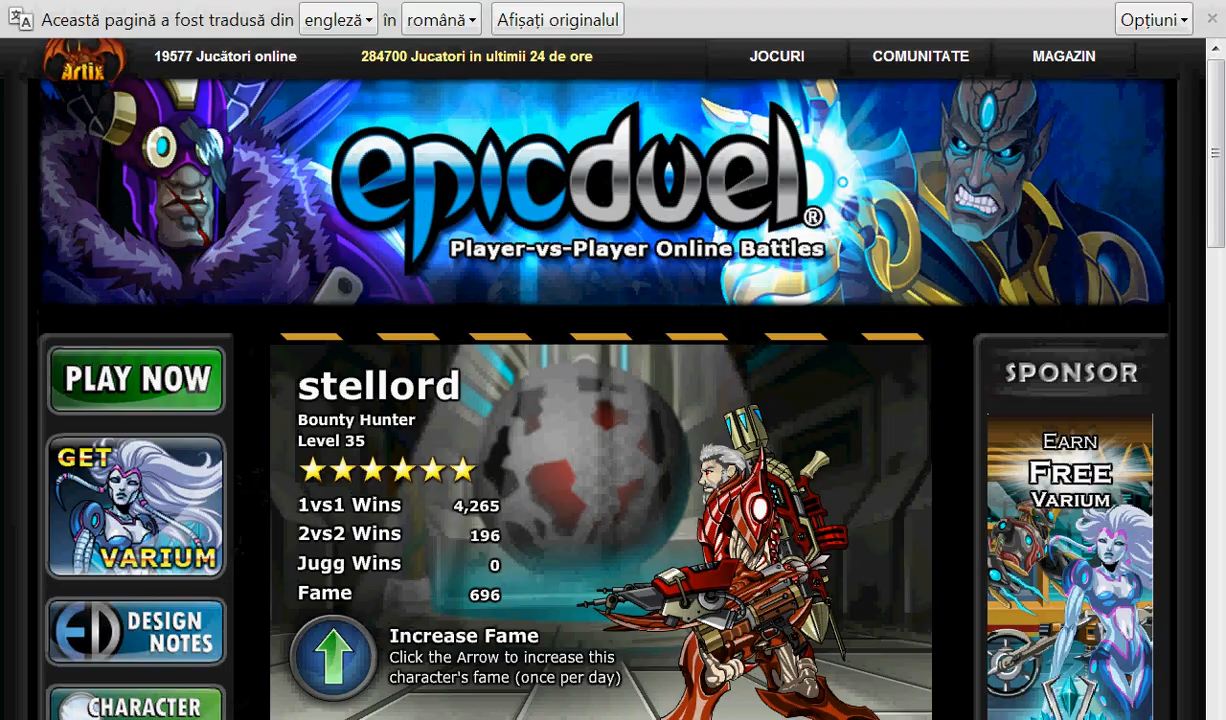 Această pagină a fost tradusă din engleză în română Afișați originalul Opțiuni
Artix 19577 Jucători online 284700 Jucatori in ultimii 24 de ore JOCURI COMUNITATE MAGAZIN
epicduel®
Player-vs-Player Online Battles
PLAY NOW
GET
VARIUM
ED DESIGN
NOTES
CHARACTER
stellord
Bounty Hunter
Level 35
1vs1 Wins 4,265
2vs2 Wins 196
Jugg Wins 0
Fame 696
Increase Fame
Click the Arrow to increase this
character's fame (once per day)
SPONSOR
EARN
FREE
VARIUM